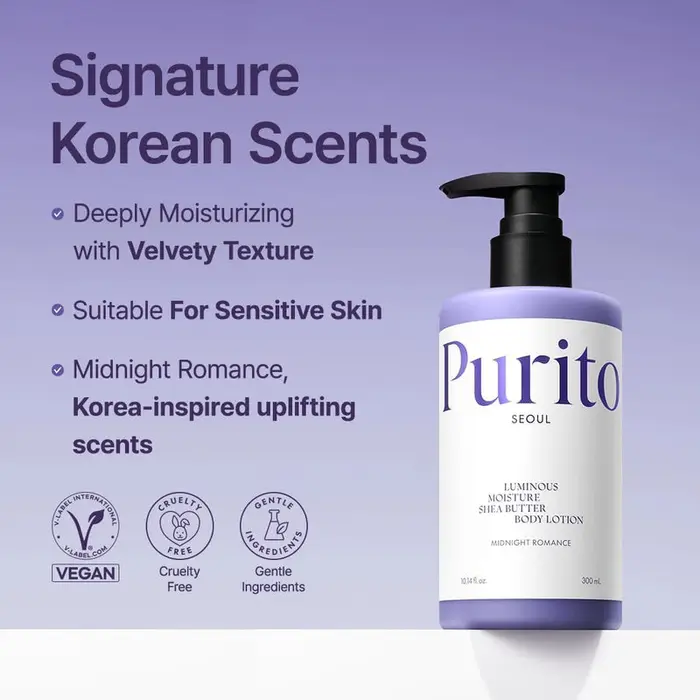 Signature
Korean Scents
Deeply Moisturizing
with Velvety Texture
Suitable For Sensitive Skin
Midnight Romance,
Korea-inspired uplifting
scents
V-LABEL INTERNATIONAL
V-LABEL.COM
VEGAN
CRUELTY
FREE
Cruelty
Free
GENTLE
INGREDIENTS
Gentle
Ingredients
Purito
SEOUL
LUMINOUS
MOISTURE
SHEA BUTTER
BODY LOTION
MIDNIGHT ROMANCE
10.14 fl. oz.
300 ml.